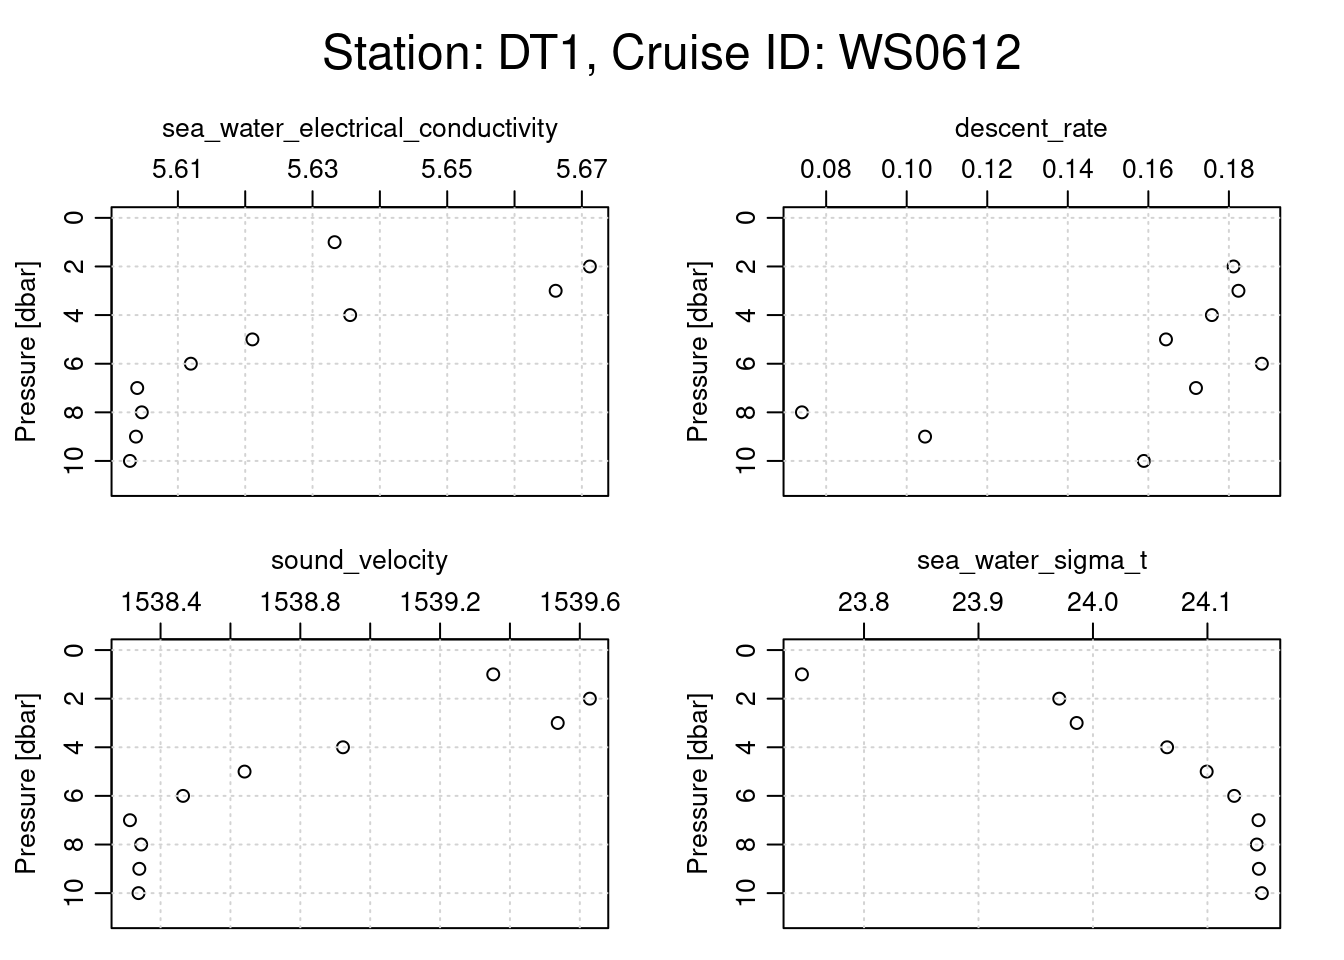 Station: DT1, Cruise ID: WS0612
sea_water_electrical_conductivity
5.61 5.63 5.65 5.67
Pressure [dbar]
0
2
4
6
8
10
descent_rate
0.08 0.10 0.12 0.14 0.16 0.18
Pressure [dbar]
0
2
4
6
8
10
sound_velocity
1538.4 1538.8 1539.2 1539.6
Pressure [dbar]
0
2
4
6
8
10
sea_water_sigma_t
23.8 23.9 24.0 24.1
Pressure [dbar]
0
2
4
6
8
10